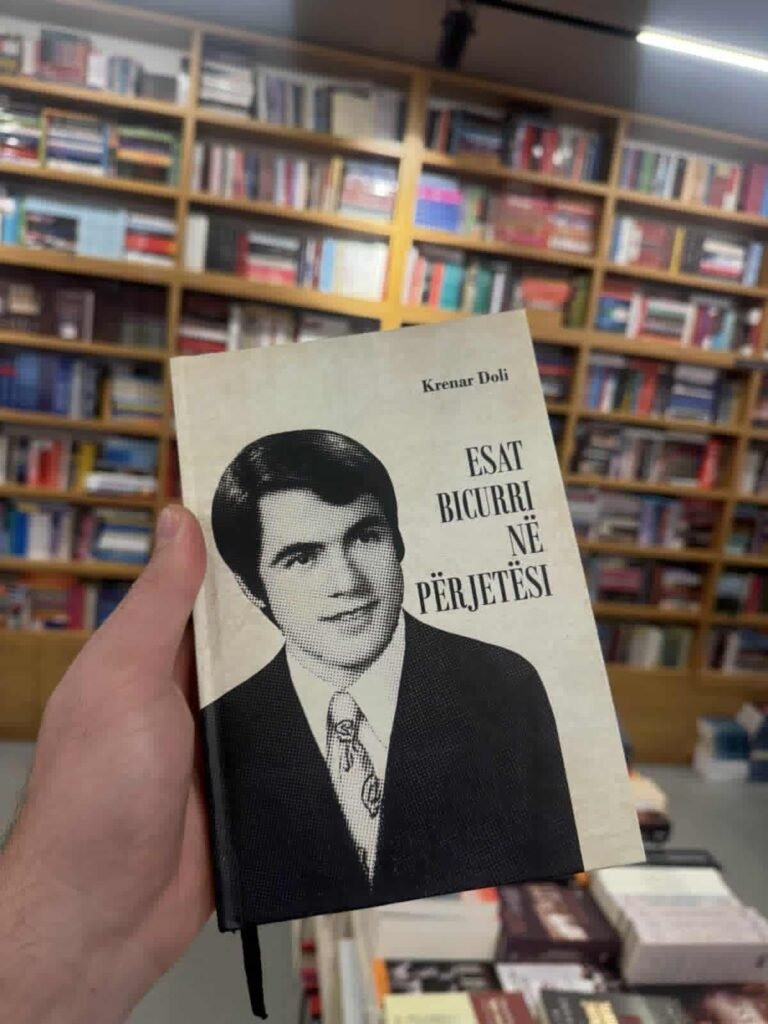 Krenar Doli
ESAT
BICURRI
NË
PËRJETËSI